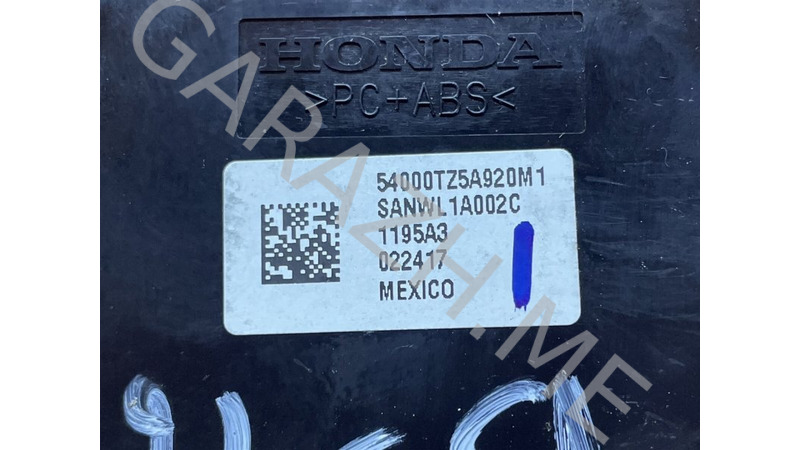 HONDA
>PC+ABS<
54000TZ5A920M1
SANWL1A002C
1195A3
022417
MEXICO
GARAZH.ME